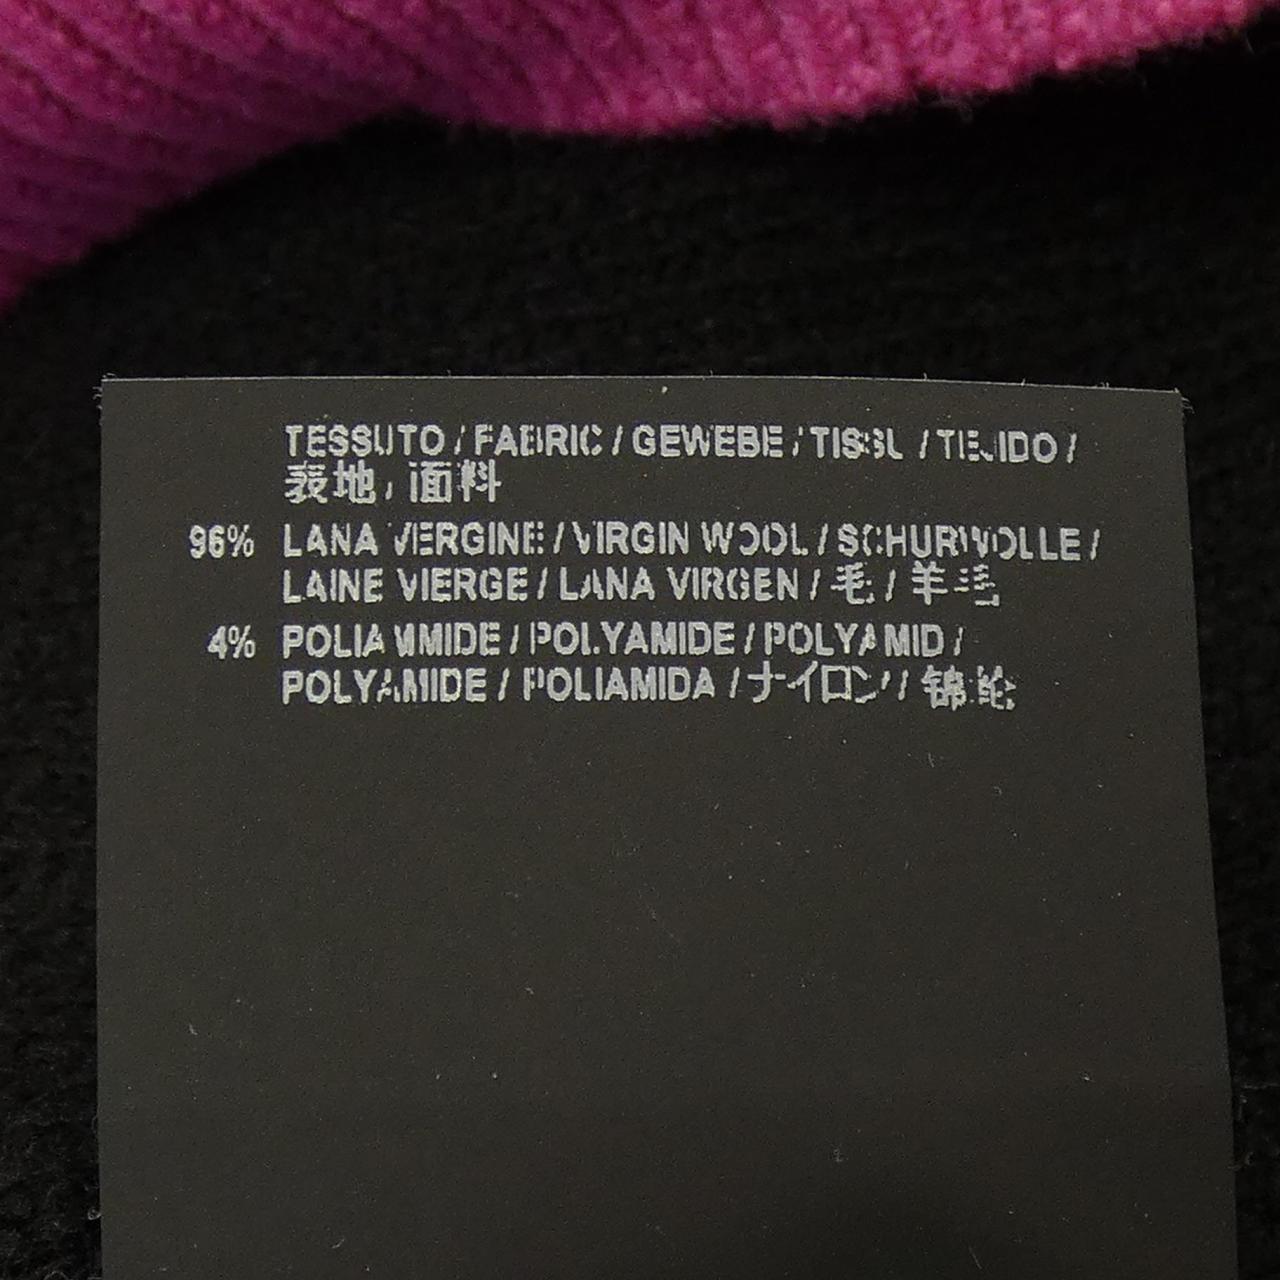 TESSUTO / FABRIC / GEWEBE / TISSU / TEJIDO /
表地 / 面料
96% LANA VERGINE / VIRGIN WOOL / SCHURWOLLE /
LAINE VIERGE / LANA VIRGEN / 毛 / 羊毛
4% POLIAMMIDE / POLYAMIDE / POLYAMID /
POLYAMIDE / POLIAMIDA / ナイロン / 锦纶